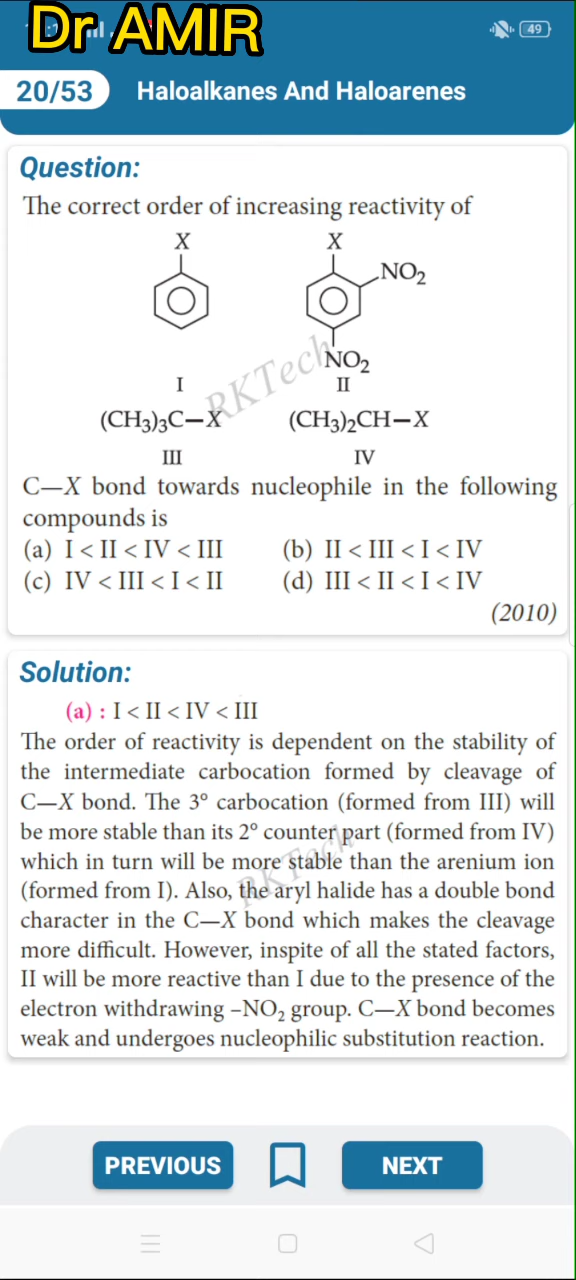 Dr AMIR
49
20/53 Haloalkanes And Haloarenes
Question:
The correct order of increasing reactivity of
X X
NO2
NO2
I II
(CH3)3C−X (CH3)2CH−X
III IV
C—X bond towards nucleophile in the following
compounds is
(a) I < II < IV < III (b) II < III < I < IV
(c) IV < III < I < II (d) III < II < I < IV
(2010)
Solution:
(a) : I < II < IV < III
The order of reactivity is dependent on the stability of
the intermediate carbocation formed by cleavage of
C—X bond. The 3° carbocation (formed from III) will
be more stable than its 2° counter part (formed from IV)
which in turn will be more stable than the arenium ion
(formed from I). Also, the aryl halide has a double bond
character in the C—X bond which makes the cleavage
more difficult. However, inspite of all the stated factors,
II will be more reactive than I due to the presence of the
electron withdrawing –NO2 group. C—X bond becomes
weak and undergoes nucleophilic substitution reaction.
RKTech
RKTech
PREVIOUS NEXT